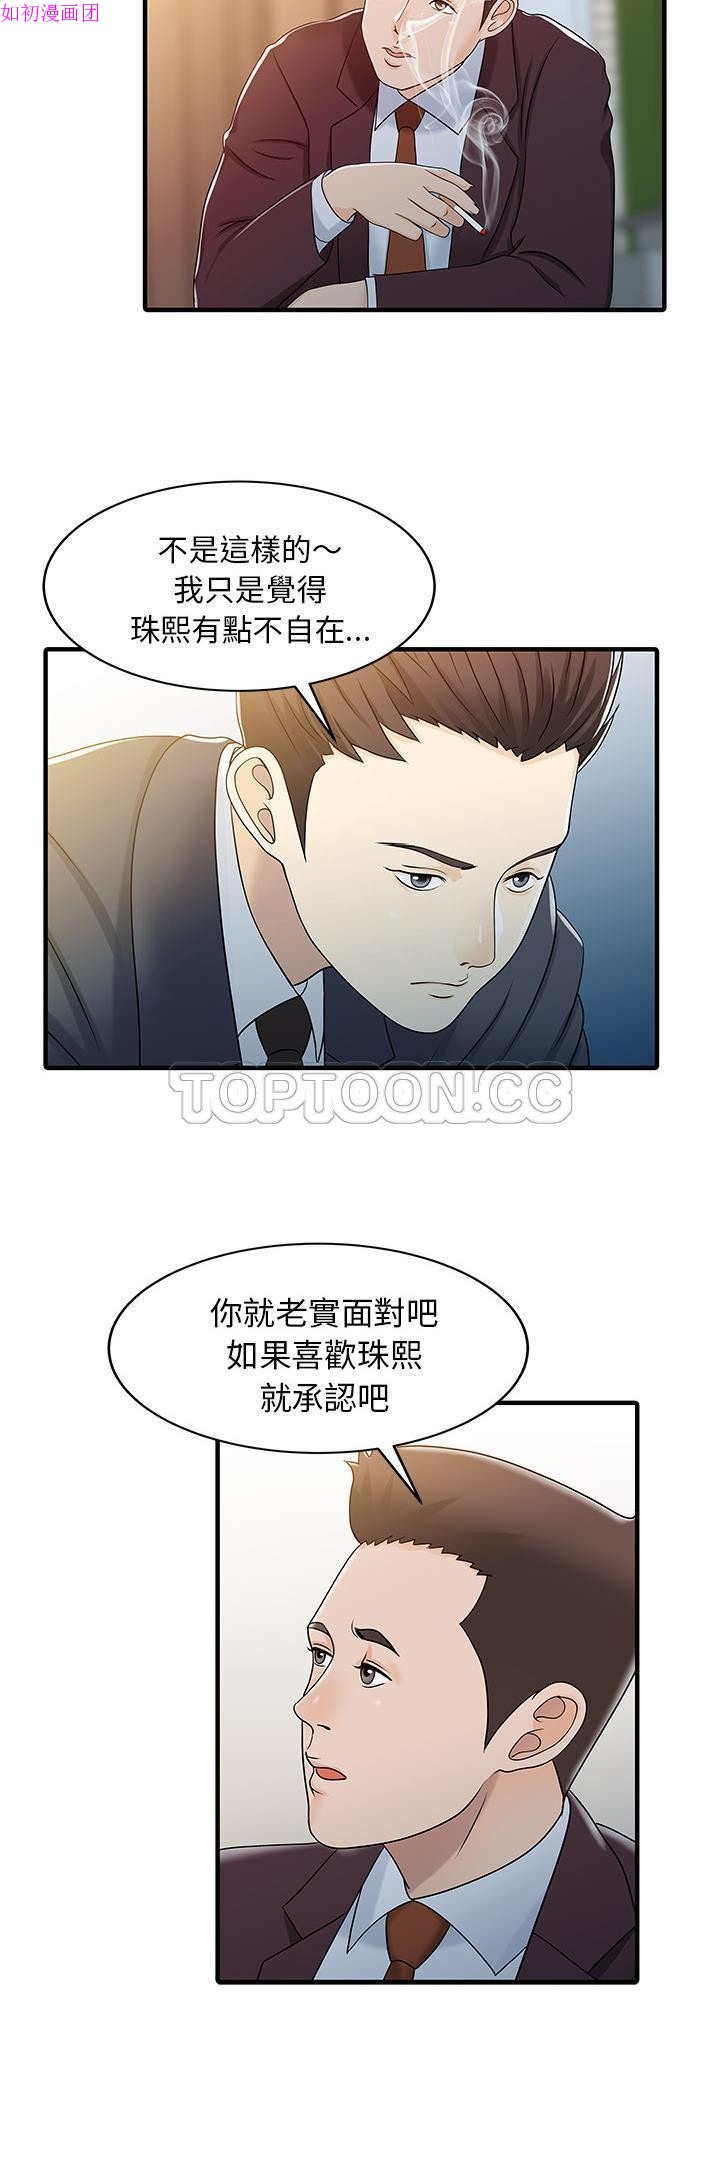 如初漫画团
不是這樣的～
我只是覺得
珠熙有點不自在...
TOPTOON.CC
你就老實面對吧
如果喜歡珠熙
就承認吧